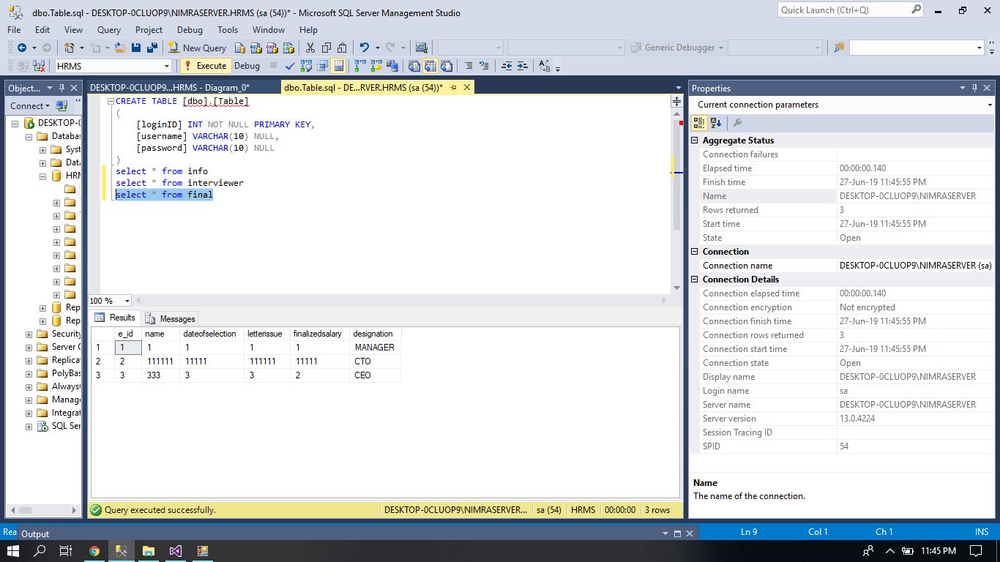 dbo.Table.sql - DESKTOP-0CLUOP9\NIMRASERVER.HRMS (sa (54))* - Microsoft SQL Server Management Studio
Quick Launch (Ctrl+Q)
File Edit View Query Project Debug Tools Window Help
New Query
Generic Debugger
HRMS
Execute Debug
Object...
Connect
DESKTOP-0
Databas
Syst
Data
HRM
Rep
Rep
Security
Server O
Replicat
PolyBas
AlwaysO
Manage
Integrat
SQL Ser
DESKTOP-0CLUOP9...HRMS - Diagram_0*
dbo.Table.sql - DE...RVER.HRMS (sa (54))*
CREATE TABLE [dbo].[Table]
(
[loginID] INT NOT NULL PRIMARY KEY,
[username] VARCHAR(10) NULL,
[password] VARCHAR(10) NULL
)
select * from info
select * from interviewer
select * from final
100 %
Results Messages
e_id name dateofselection letterissue finalizedsalary designation
1 1 1 1 1 1 MANAGER
2 2 111111 11111 111111 11111 CTO
3 3 333 3 3 2 CEO
Query executed successfully.
DESKTOP-0CLUOP9\NIMRASERVER... sa (54) HRMS 00:00:00 3 rows
Properties
Current connection parameters
Aggregate Status
Connection failures
Elapsed time 00:00:00.140
Finish time 27-Jun-19 11:45:55 PM
Name DESKTOP-0CLUOP9\NIMRASERVER
Rows returned 3
Start time 27-Jun-19 11:45:55 PM
State Open
Connection
Connection name DESKTOP-0CLUOP9\NIMRASERVER (sa)
Connection Details
Connection elapsed time 00:00:00.140
Connection encryption Not encrypted
Connection finish time 27-Jun-19 11:45:55 PM
Connection rows returned 3
Connection start time 27-Jun-19 11:45:55 PM
Connection state Open
Display name DESKTOP-0CLUOP9\NIMRASERVER
Login name sa
Server name DESKTOP-0CLUOP9\NIMRASERVER
Server version 13.0.4224
Session Tracing ID
SPID 54
Name
The name of the connection.
Rea
Output
Ln 9 Col 1 Ch 1 INS
11:45 PM